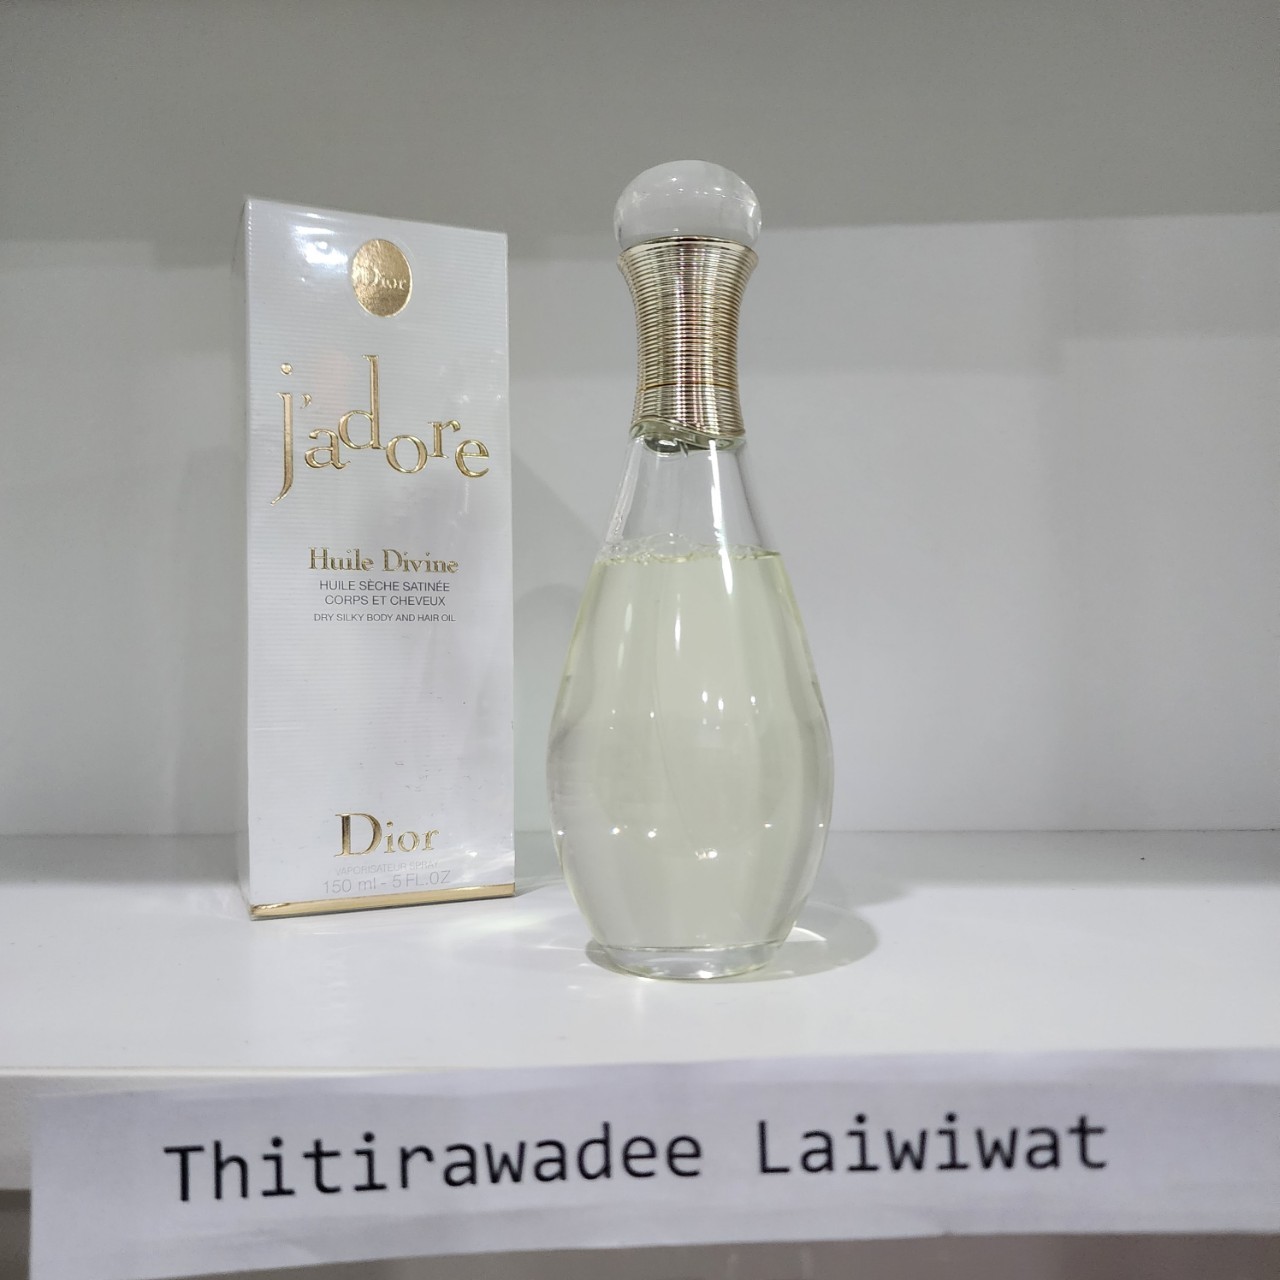 Dior
j'adore
Huile Divine
HUILE SÈCHE SATINÉE
CORPS ET CHEVEUX
DRY SILKY BODY AND HAIR OIL
Dior
VAPORISATEUR SPRAY
150 ml - 5 FL.OZ
Thitirawadee Laiwiwat